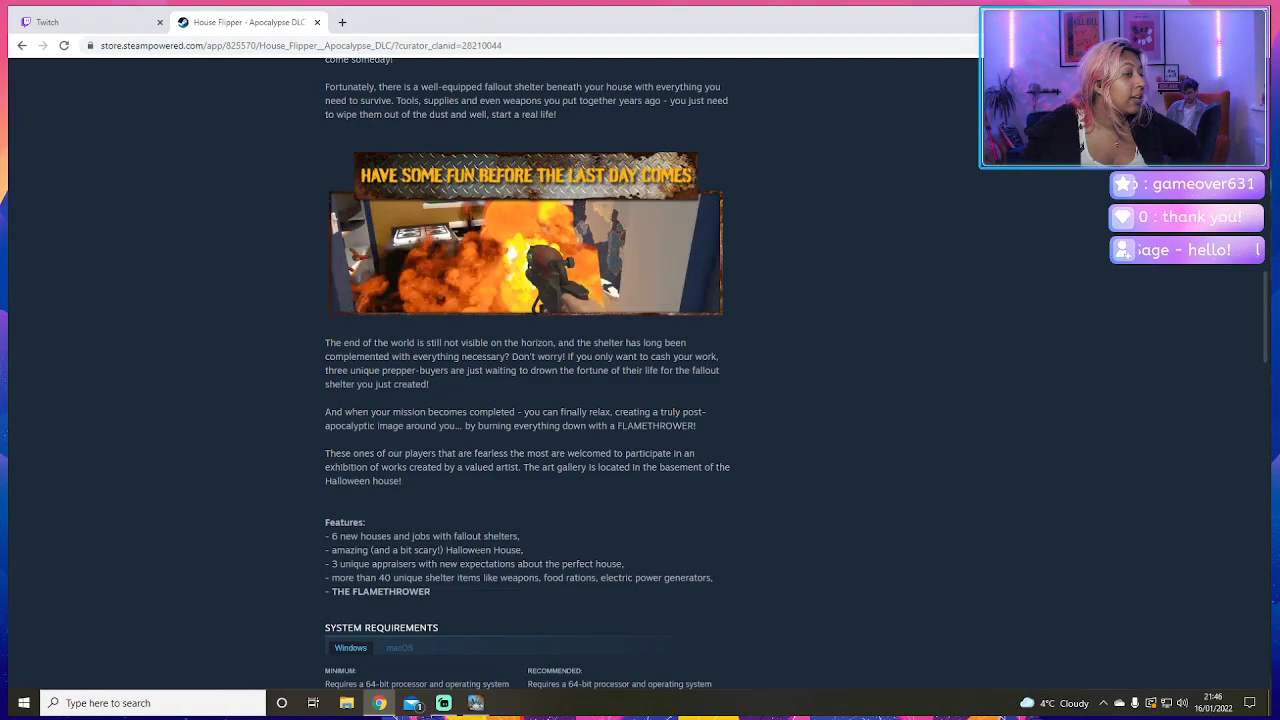 Twitch
House Flipper - Apocalypse DLC
store.steampowered.com/app/825570/House_Flipper__Apocalypse_DLC/?curator_clanid=28210044
KILL BILL
ON AIR
come someday!
Fortunately, there is a well-equipped fallout shelter beneath your house with everything you
need to survive. Tools, supplies and even weapons you put together years ago - you just need
to wipe them out of the dust and well, start a real life!
HAVE SOME FUN BEFORE THE LAST DAY COMES
: gameover631
0 : thank you!
sage - hello!
The end of the world is still not visible on the horizon, and the shelter has long been
complemented with everything necessary? Don't worry! If you only want to cash your work,
three unique prepper-buyers are just waiting to drown the fortune of their life for the fallout
shelter you just created!
And when your mission becomes completed - you can finally relax, creating a truly post-
apocalyptic image around you... by burning everything down with a FLAMETHROWER!
These ones of our players that are fearless the most are welcomed to participate in an
exhibition of works created by a valued artist. The art gallery is located in the basement of the
Halloween house!
Features:
- 6 new houses and jobs with fallout shelters,
- amazing (and a bit scary!) Halloween House,
- 3 unique appraisers with new expectations about the perfect house,
- more than 40 unique shelter items like weapons, food rations, electric power generators,
- THE FLAMETHROWER
SYSTEM REQUIREMENTS
Windows macOS
MINIMUM: RECOMMENDED:
Requires a 64-bit processor and operating system Requires a 64-bit processor and operating system
Type here to search
1
4°C Cloudy
21:46
16/01/2022